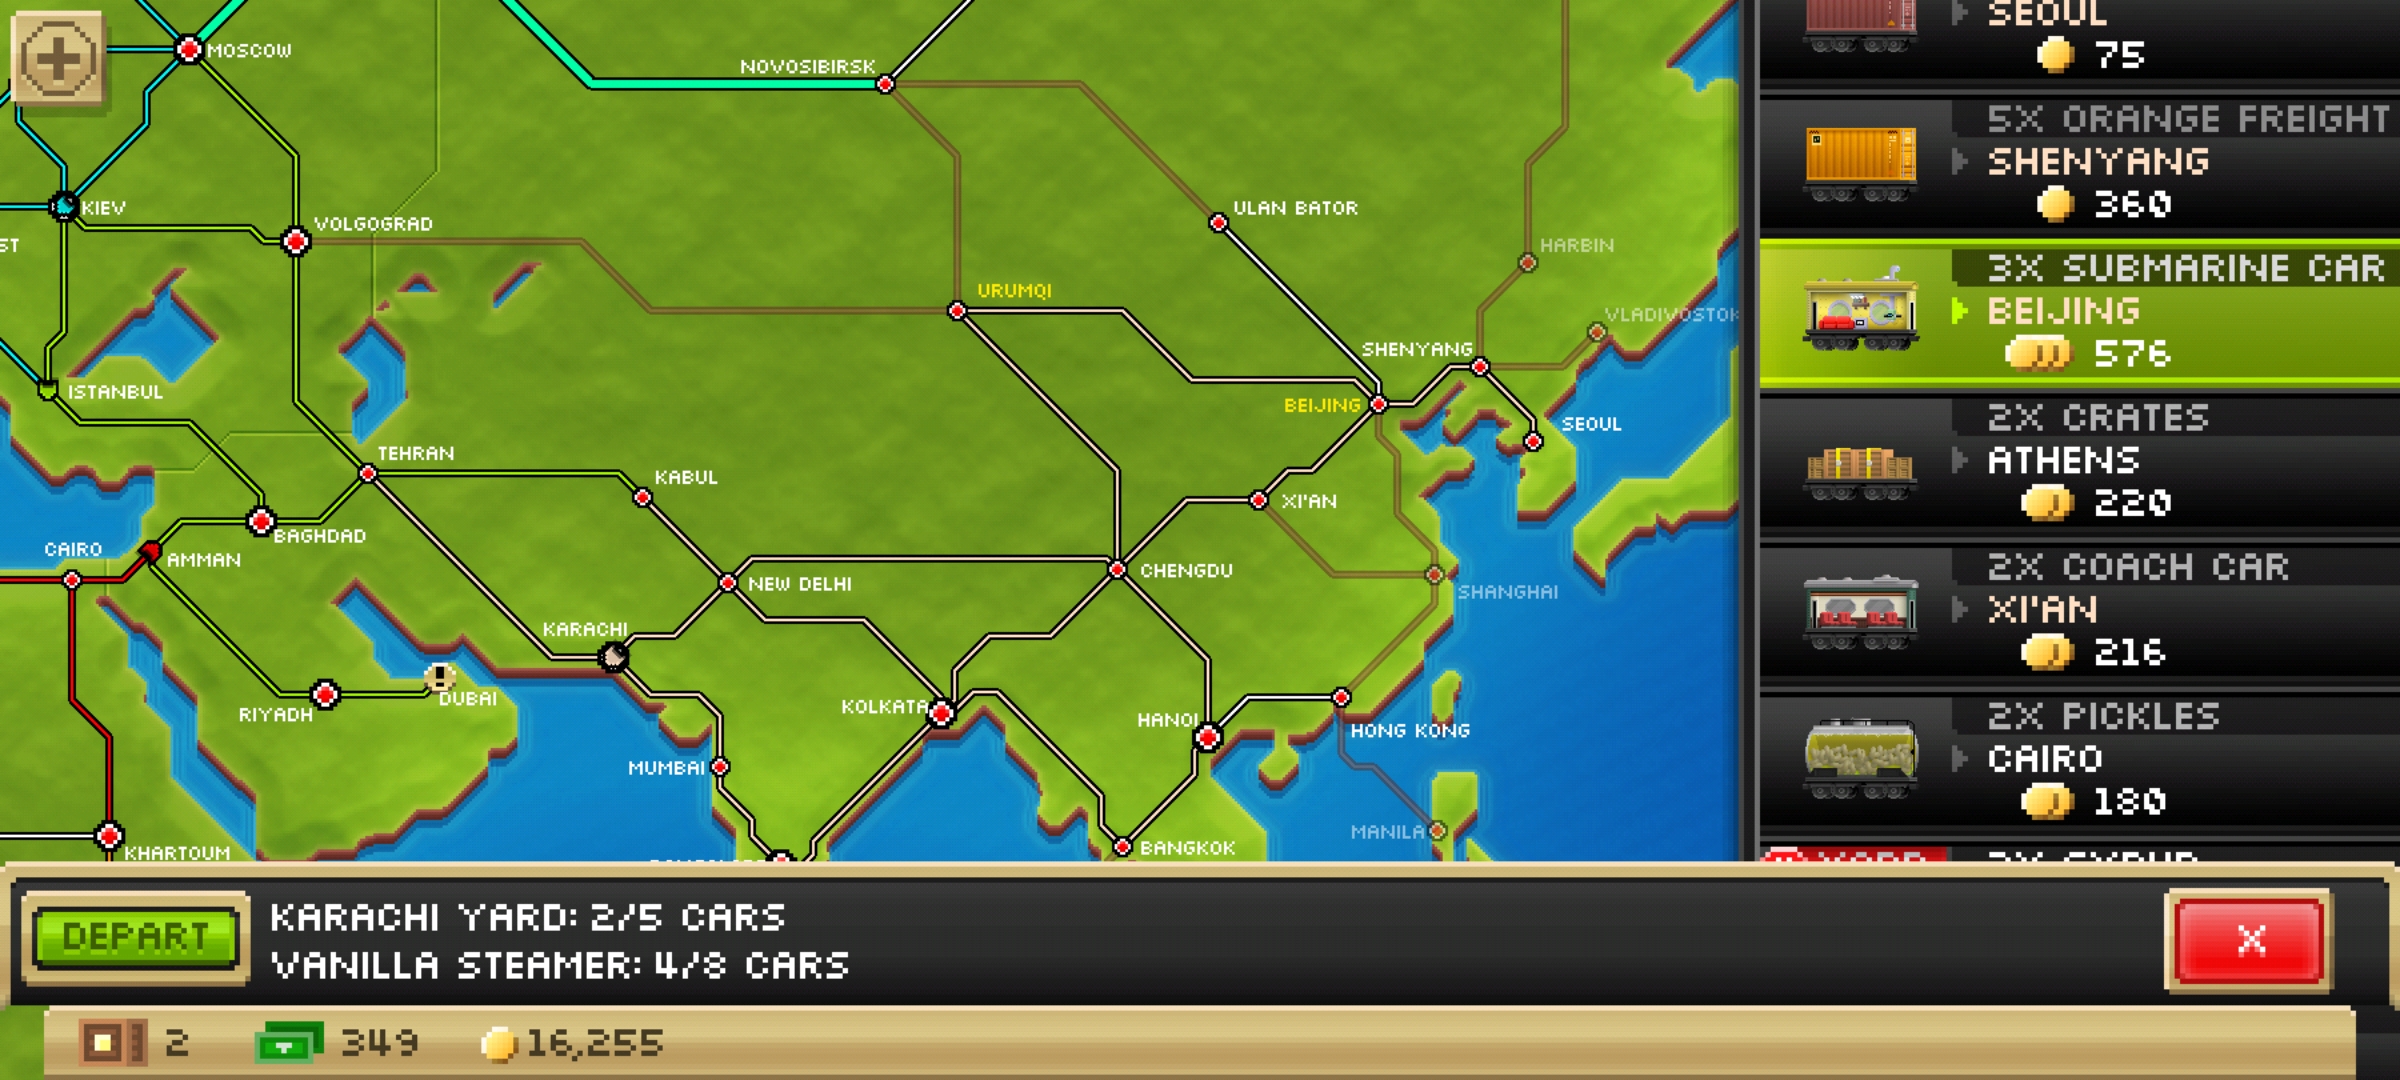 MOSCOW
NOVOSIBIRSK
KIEV
ULAN BATOR
VOLGOGRAD
ST
HARBIN
URUMQI
VLADIVOSTOK
SHENYANG
ISTANBUL
BEIJING
SEOUL
TEHRAN
KABUL
XI'AN
BAGHDAD
CAIRO
AMMAN
CHENGDU
NEW DELHI
SHANGHAI
KARACHI
DUBAI
RIYADH
KOLKATA
HANOI
HONG KONG
MUMBAI
MANILA
BANGKOK
KHARTOUM
SEOUL
75
5X ORANGE FREIGHT
SHENYANG
360
3X SUBMARINE CAR
BEIJING
576
2X CRATES
ATHENS
220
2X COACH CAR
XI'AN
216
2X PICKLES
CAIRO
180
DEPART
KARACHI YARD: 2/5 CARS
VANILLA STEAMER: 4/8 CARS
X
2
349
16,255